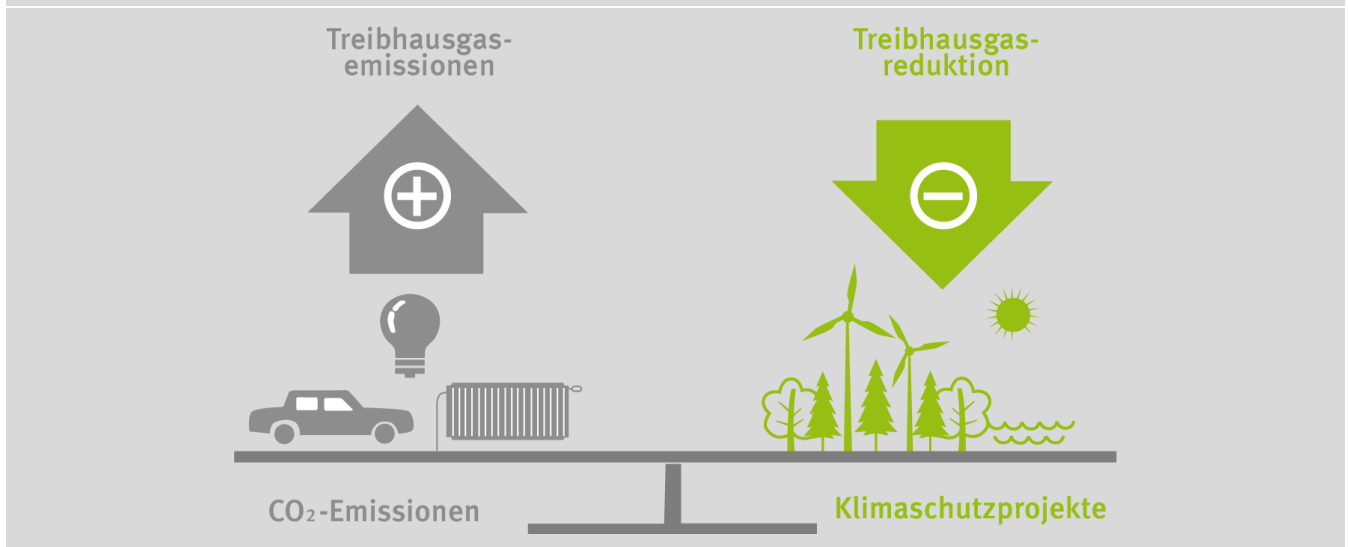 Treibhausgas-
emissionen
Treibhausgas-
reduktion
CO₂-Emissionen
Klimaschutzprojekte